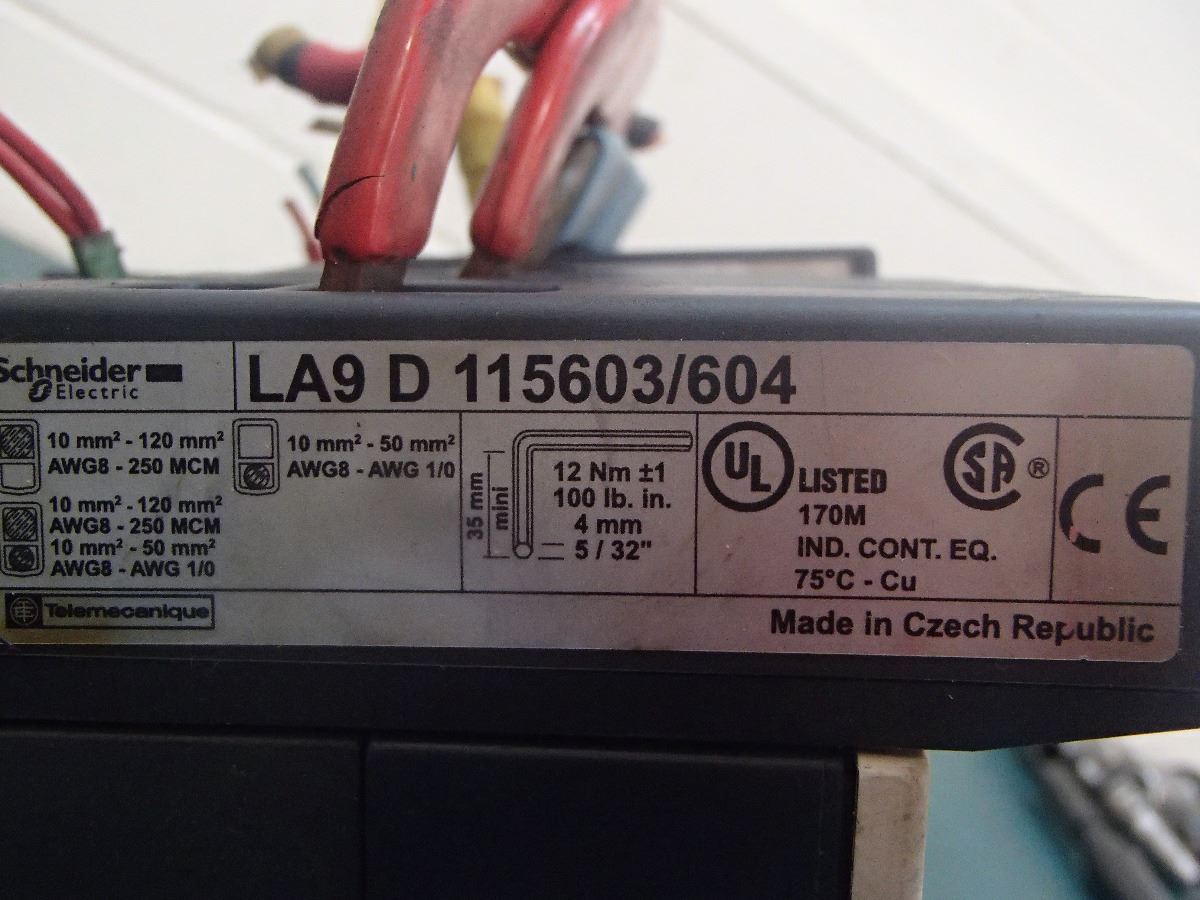 Schneider
Electric
LA9 D 115603/604
10 mm² - 120 mm²
AWG8 - 250 MCM
10 mm² - 120 mm²
AWG8 - 250 MCM
10 mm² - 50 mm²
AWG8 - AWG 1/0
10 mm² - 50 mm²
AWG8 - AWG 1/0
35 mm
mini
12 Nm ±1
100 lb. in.
4 mm
5 / 32"
UL LISTED
170M
IND. CONT. EQ.
75°C - Cu
SA ®
CE
Telemecanique
Made in Czech Republic